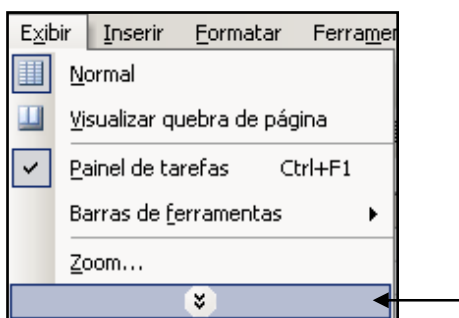 Exibir Inserir Formatar Ferramen
Normal
Visualizar quebra de página
Painel de tarefas Ctrl+F1
Barras de ferramentas
Zoom...